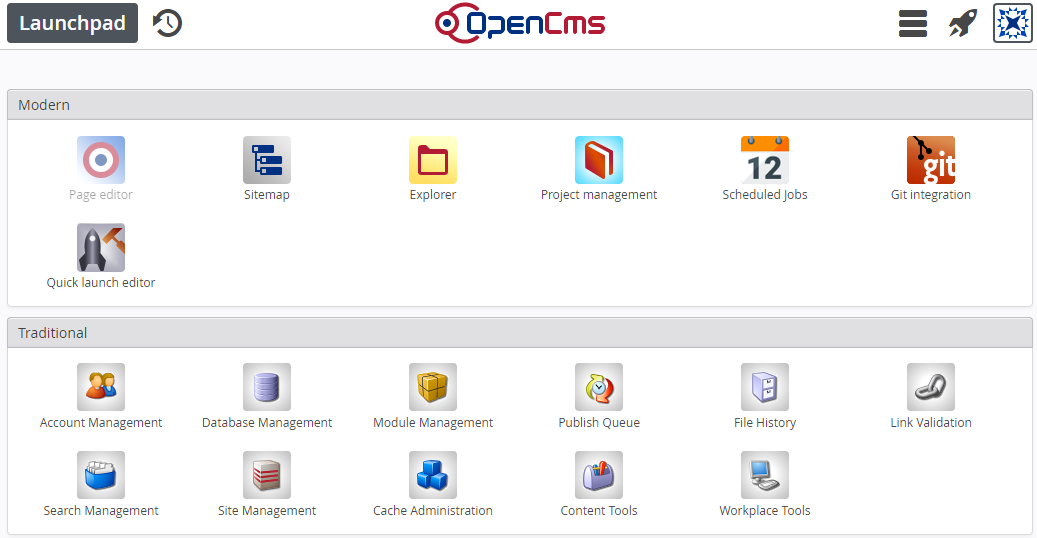 Launchpad
OpenCms
Modern
Page editor
Sitemap
Explorer
Project management
12
Scheduled Jobs
git
Git integration
Quick launch editor
Traditional
Account Management
Database Management
Module Management
Publish Queue
File History
Link Validation
Search Management
Site Management
Cache Administration
Content Tools
Workplace Tools